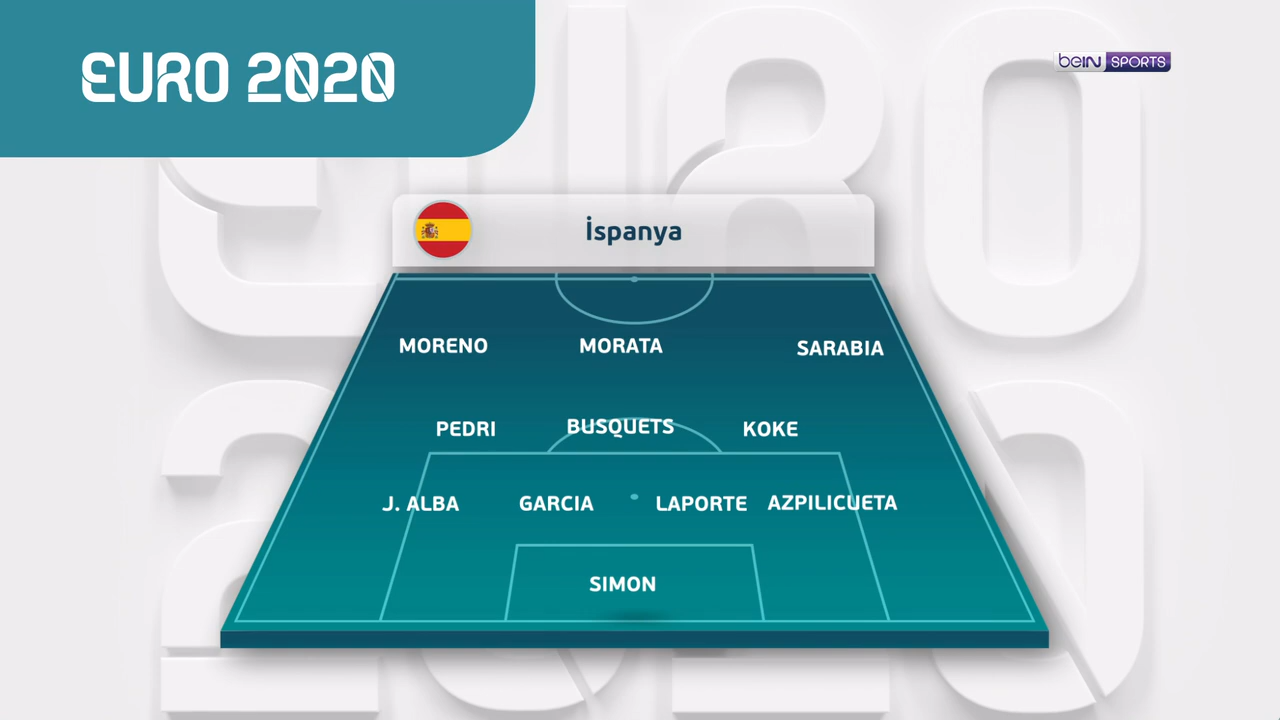 EURO 2020
beIN SPORTS
İspanya
MORENO MORATA SARABIA
PEDRI BUSQUETS KOKE
J. ALBA GARCIA LAPORTE AZPILICUETA
SIMON